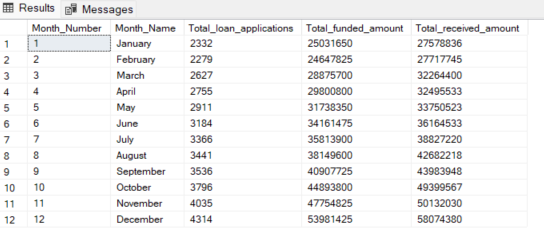 Results Messages
Month_Number Month_Name Total_loan_applications Total_funded_amount Total_received_amount
1 1 January 2332 25031650 27578836
2 2 February 2279 24647825 27717745
3 3 March 2627 28875700 32264400
4 4 April 2755 29800800 32495533
5 5 May 2911 31738350 33750523
6 6 June 3184 34161475 36164533
7 7 July 3366 35813900 38827220
8 8 August 3441 38149600 42682218
9 9 September 3536 40907725 43983948
10 10 October 3796 44893800 49399567
11 11 November 4035 47754825 50132030
12 12 December 4314 53981425 58074380